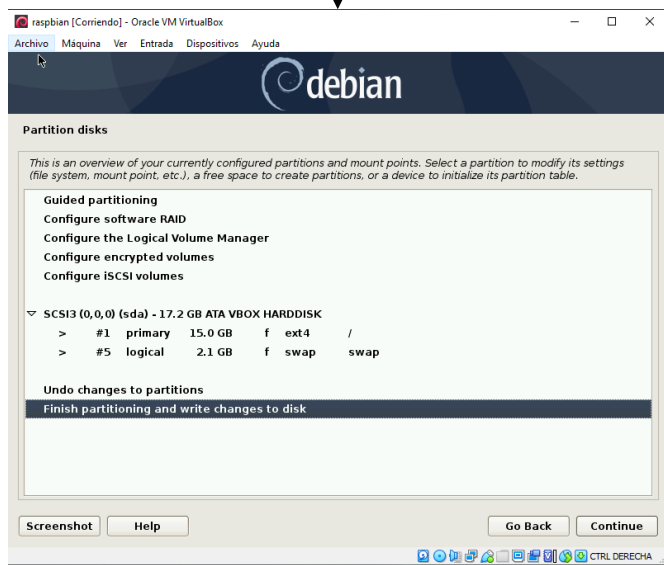 raspbian [Corriendo] - Oracle VM VirtualBox
Archivo Máquina Ver Entrada Dispositivos Ayuda
debian
Partition disks
This is an overview of your currently configured partitions and mount points. Select a partition to modify its settings
(file system, mount point, etc.), a free space to create partitions, or a device to initialize its partition table.
Guided partitioning
Configure software RAID
Configure the Logical Volume Manager
Configure encrypted volumes
Configure iSCSI volumes
SCSI3 (0,0,0) (sda) - 17.2 GB ATA VBOX HARDDISK
> #1 primary 15.0 GB f ext4 /
> #5 logical 2.1 GB f swap swap
Undo changes to partitions
Finish partitioning and write changes to disk
Screenshot Help Go Back Continue
CTRL DERECHA